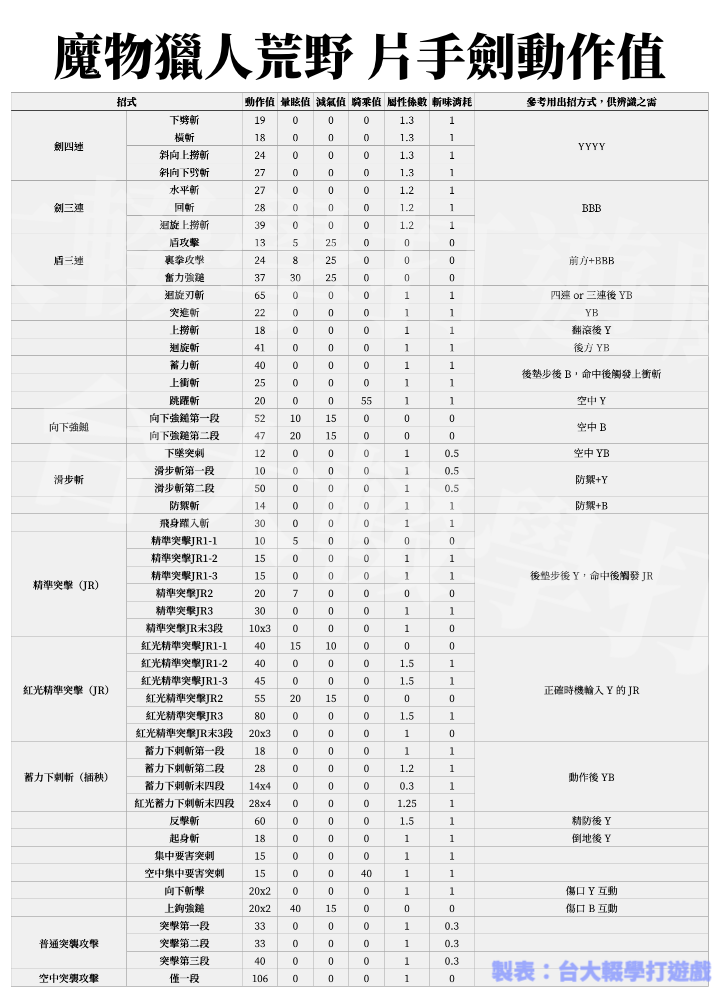 魔物獵人荒野 片手劍動作值
招式 動作值 暈眩值 減氣值 騎乘值 屬性係數 斬味消耗 參考用出招方式，供辨識之需
劍四連 下劈斬 19 0 0 0 1.3 1 YYYY
橫斬 18 0 0 0 1.3 1
斜向上撈斬 24 0 0 0 1.3 1
斜向下劈斬 27 0 0 0 1.3 1
劍三連 水平斬 27 0 0 0 1.2 1 BBB
回斬 28 0 0 0 1.2 1
迴旋上撈斬 39 0 0 0 1.2 1
盾三連 盾攻擊 13 5 25 0 0 0 前方+BBB
裏拳攻擊 24 8 25 0 0 0
奮力強鎚 37 30 25 0 0 0
迴旋刃斬 65 0 0 0 1 1 四連 or 三連後 YB
突進斬 22 0 0 0 1 1 YB
上撈斬 18 0 0 0 1 1 翻滾後 Y
迴旋斬 41 0 0 0 1 1 後方 YB
蓄力斬 40 0 0 0 1 1 後墊步後 B，命中後觸發上衝斬
上衝斬 25 0 0 0 1 1
跳躍斬 20 0 0 55 1 1 空中 Y
向下強鎚 向下強鎚第一段 52 10 15 0 0 0 空中 B
向下強鎚第二段 47 20 15 0 0 0
下墜突刺 12 0 0 0 1 0.5 空中 YB
滑步斬 滑步斬第一段 10 0 0 0 1 0.5 防禦+Y
滑步斬第二段 50 0 0 0 1 0.5
防禦斬 14 0 0 0 1 1 防禦+B
飛身躍入斬 30 0 0 0 1 1
精準突擊（JR） 精準突擊JR1-1 10 5 0 0 0 0 後墊步後 Y，命中後觸發 JR
精準突擊JR1-2 15 0 0 0 1 1
精準突擊JR1-3 15 0 0 0 1 1
精準突擊JR2 20 7 0 0 0 0
精準突擊JR3 30 0 0 0 1 1
精準突擊JR末3段 10x3 0 0 0 1 0
紅光精準突擊（JR） 紅光精準突擊JR1-1 40 15 10 0 0 0 正確時機輸入 Y 的 JR
紅光精準突擊JR1-2 40 0 0 0 1.5 1
紅光精準突擊JR1-3 45 0 0 0 1.5 1
紅光精準突擊JR2 55 20 15 0 0 0
紅光精準突擊JR3 80 0 0 0 1.5 1
紅光精準突擊JR末3段 20x3 0 0 0 1 0
蓄力下刺斬（插秧） 蓄力下刺斬第一段 18 0 0 0 1 1 動作後 YB
蓄力下刺斬第二段 28 0 0 0 1.2 1
蓄力下刺斬末四段 14x4 0 0 0 0.3 1
紅光蓄力下刺斬末四段 28x4 0 0 0 1.25 1
反擊斬 60 0 0 0 1.5 1 精防後 Y
起身斬 18 0 0 0 1 1 倒地後 Y
集中要害突刺 15 0 0 0 1 1
空中集中要害突刺 15 0 0 40 1 1
向下斬擊 20x2 0 0 0 1 1 傷口 Y 互動
上鉤強鎚 20x2 40 15 0 0 0 傷口 B 互動
普通突襲攻擊 突擊第一段 33 0 0 0 1 0.3
突擊第二段 33 0 0 0 1 0.3
突擊第三段 40 0 0 0 1 0.3
空中突襲攻擊 僅一段 106 0 0 0 1 0
製表：台大輟學打遊戲